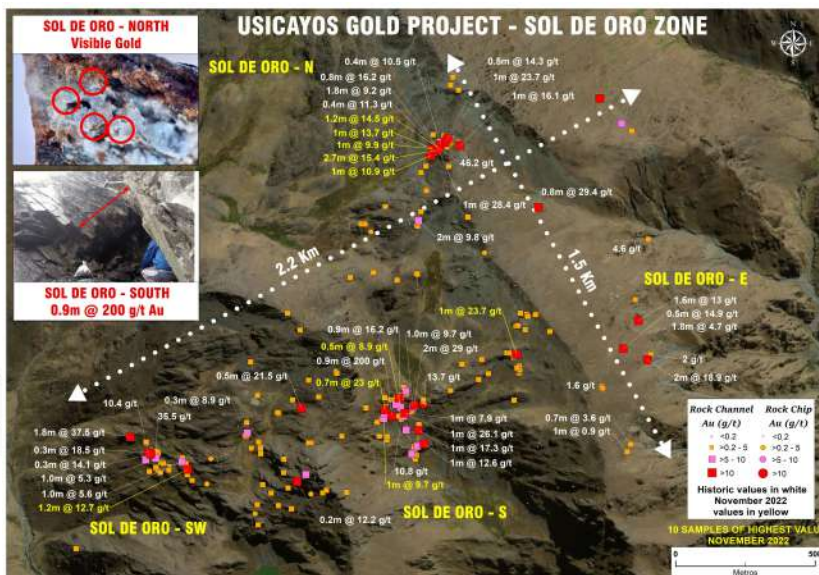 USICAYOS GOLD PROJECT - SOL DE ORO ZONE
SOL DE ORO - NORTH
Visible Gold
SOL DE ORO - SOUTH
0.9m @ 200 g/t Au
SOL DE ORO - N
0.4m @ 10.5 g/t
0.8m @ 16.2 g/t
1.8m @ 9.2 g/t
0.4m @ 11.3 g/t
1.2m @ 14.5 g/t
1m @ 13.7 g/t
1m @ 9.9 g/t
2.7m @ 15.4 g/t
1m @ 10.9 g/t
0.5m @ 14.3 g/t
1m @ 23.7 g/t
1m @ 16.1 g/t
46.2 g/t
1m @ 28.4 g/t
0.8m @ 29.4 g/t
2m @ 9.8 g/t
2.2 Km
1.5 Km
4.6 g/t
SOL DE ORO - E
1.6m @ 13 g/t
0.5m @ 14.9 g/t
1.8m @ 4.7 g/t
2 g/t
2m @ 18.9 g/t
1.6 g/t
0.7m @ 3.6 g/t
1m @ 0.9 g/t
1m @ 23.7 g/t
0.9m @ 16.2 g/t
1.0m @ 9.7 g/t
0.5m @ 8.9 g/t
2m @ 29 g/t
0.9m @ 200 g/t
0.7m @ 23 g/t
13.7 g/t
0.5m @ 21.5 g/t
0.3m @ 8.9 g/t
10.4 g/t
35.5 g/t
1.8m @ 37.5 g/t
0.3m @ 18.5 g/t
0.3m @ 14.1 g/t
1.0m @ 5.3 g/t
1.0m @ 5.6 g/t
1.2m @ 12.7 g/t
1m @ 7.9 g/t
1m @ 26.1 g/t
1m @ 17.3 g/t
1m @ 12.6 g/t
10.8 g/t
1m @ 9.7 g/t
0.2m @ 12.2 g/t
SOL DE ORO - SW
SOL DE ORO - S
Rock Channel Rock Chip
Au (g/t) Au (g/t)
<0.2 <0.2
>0.2 - 5 >0.2 - 5
>5 - 10 >5 - 10
>10 >10
Historic values in white
November 2022
values in yellow
10 SAMPLES OF HIGHEST VALU
NOVEMBER 2022
0 500
Metros